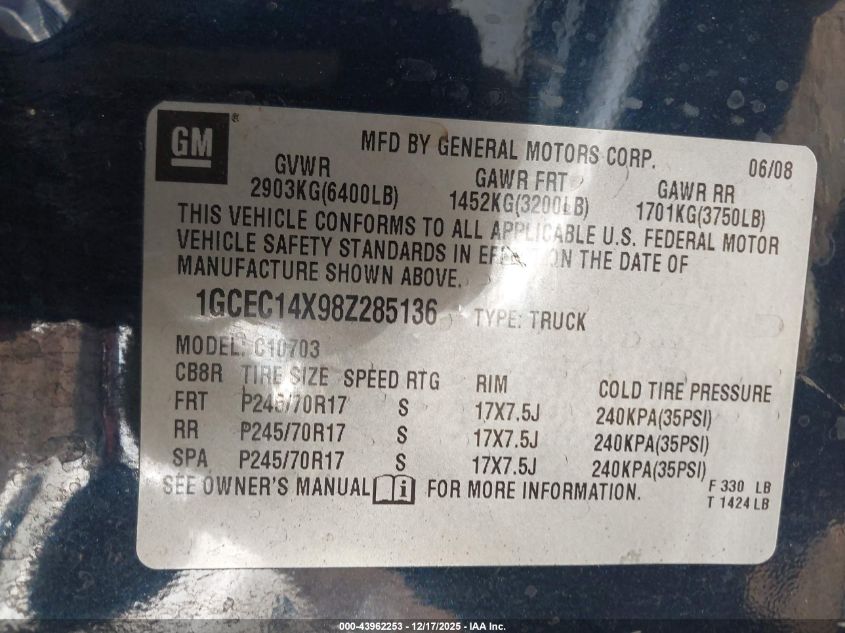 GM®
MFD BY GENERAL MOTORS CORP. 06/08
GVWR GAWR FRT GAWR RR
2903KG(6400LB) 1452KG(3200LB) 1701KG(3750LB)
THIS VEHICLE CONFORMS TO ALL APPLICABLE U.S. FEDERAL MOTOR
VEHICLE SAFETY STANDARDS IN EFFECT ON THE DATE OF
MANUFACTURE SHOWN ABOVE.
1GCEC14X98Z285136 TYPE: TRUCK
MODEL: C10703
CB8R TIRE SIZE SPEED RTG RIM COLD TIRE PRESSURE
FRT P245/70R17 S 17X7.5J 240KPA(35PSI)
RR P245/70R17 S 17X7.5J 240KPA(35PSI)
SPA P245/70R17 S 17X7.5J 240KPA(35PSI)
SEE OWNER'S MANUAL i FOR MORE INFORMATION.
F 330 LB
T 1424 LB
000-43962253 - 12/17/2025 - IAA Inc.